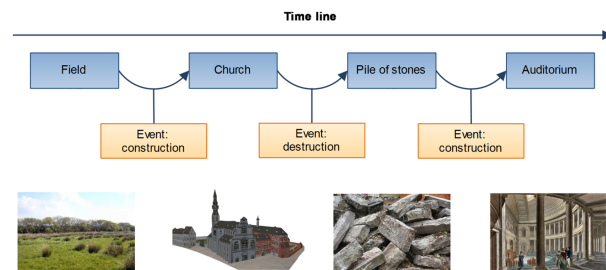 Time line
Field
Church
Pile of stones
Auditorium
Event:
construction
Event:
destruction
Event:
construction